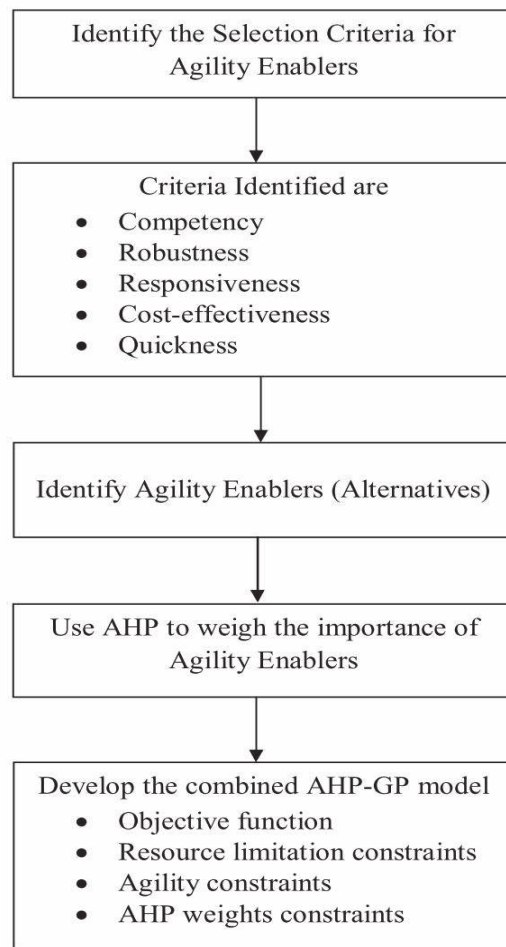 Identify the Selection Criteria for
Agility Enablers
Criteria Identified are
• Competency
• Robustness
• Responsiveness
• Cost-effectiveness
• Quickness
Identify Agility Enablers (Alternatives)
Use AHP to weigh the importance of
Agility Enablers
Develop the combined AHP-GP model
• Objective function
• Resource limitation constraints
• Agility constraints
• AHP weights constraints